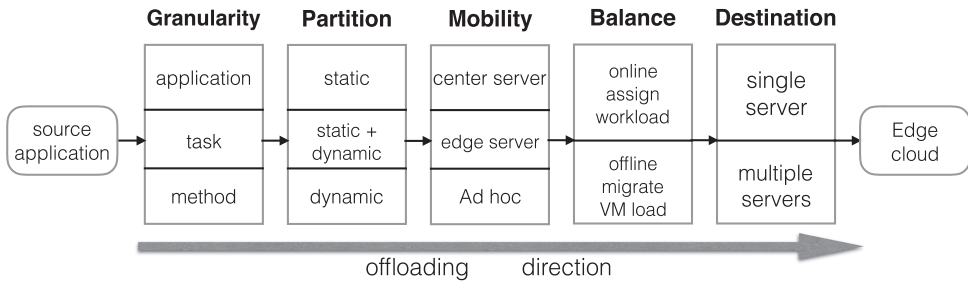 Granularity
Partition
Mobility
Balance
Destination
source
application
application
task
method
static
static +
dynamic
dynamic
center server
edge server
Ad hoc
online
assign
workload
offline
migrate
VM load
single
server
multiple
servers
Edge
cloud
offloading direction